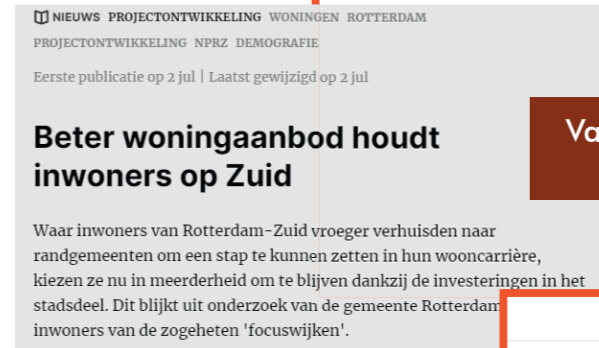 NIEUWS PROJECTONTWIKKELING WONINGEN ROTTERDAM
PROJECTONTWIKKELING NPRZ DEMOGRAFIE
Eerste publicatie op 2 jul | Laatst gewijzigd op 2 jul
Beter woningaanbod houdt
inwoners op Zuid
Va
Waar inwoners van Rotterdam-Zuid vroeger verhuisden naar
randgemeenten om een stap te kunnen zetten in hun wooncarrière,
kiezen ze nu in meerderheid om te blijven dankzij de investeringen in het
stadsdeel. Dit blijkt uit onderzoek van de gemeente Rotterdam
inwoners van de zogeheten 'focuswijken'.